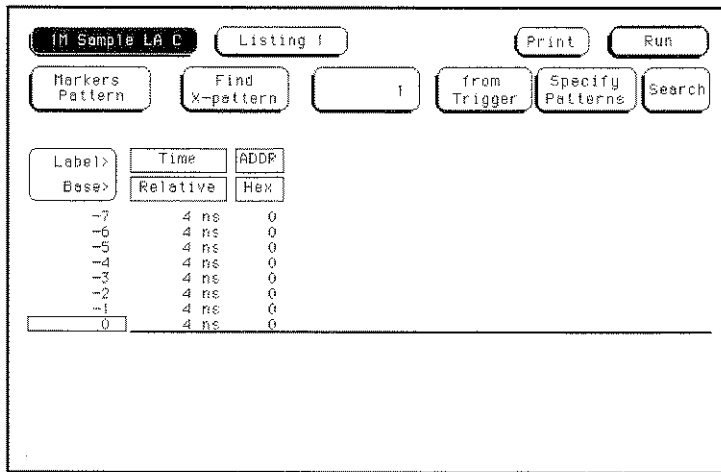 1M Sample LA C Listing 1 Print Run
Markers Pattern Find X-pattern 1 from Trigger Specify Patterns Search
Label> Time ADDR
Base> Relative Hex
-7 4 ns 0
-6 4 ns 0
-5 4 ns 0
-4 4 ns 0
-3 4 ns 0
-2 4 ns 0
-1 4 ns 0
0 4 ns 0